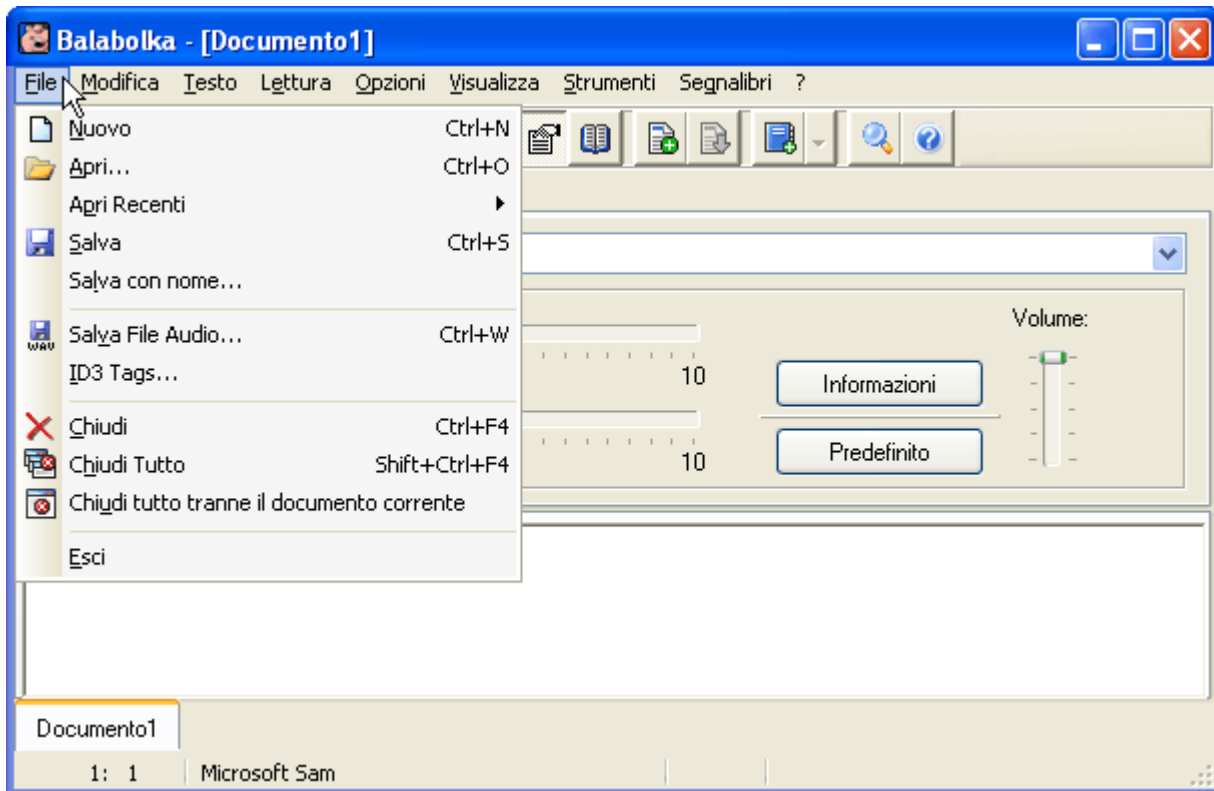 Balabolka - [Documento1]
File Modifica Testo Lettura Opzioni Visualizza Strumenti Segnalibri ?
Nuovo Ctrl+N
Apri... Ctrl+O
Apri Recenti
Salva Ctrl+S
Salva con nome...
Salva File Audio... Ctrl+W
WAV
ID3 Tags...
Chiudi Ctrl+F4
Chiudi Tutto Shift+Ctrl+F4
Chiudi tutto tranne il documento corrente
Esci
Volume:
10
Informazioni
10
Predefinito
Documento1
1: 1 Microsoft Sam